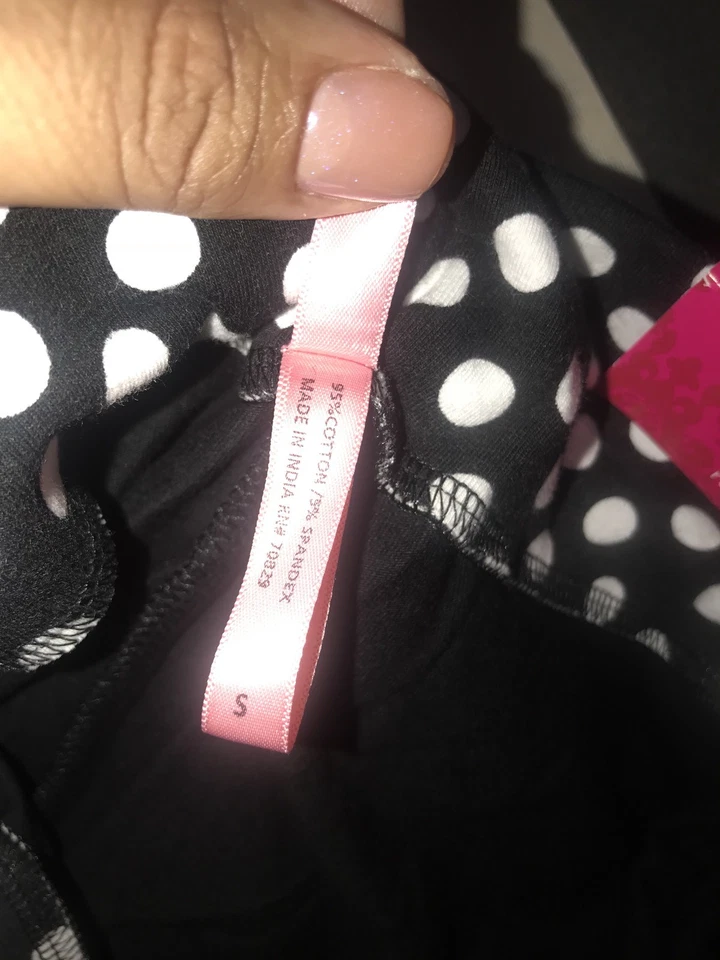 95%COTTON/5% SPANDEX
MADE IN INDIA RN# 70829
S